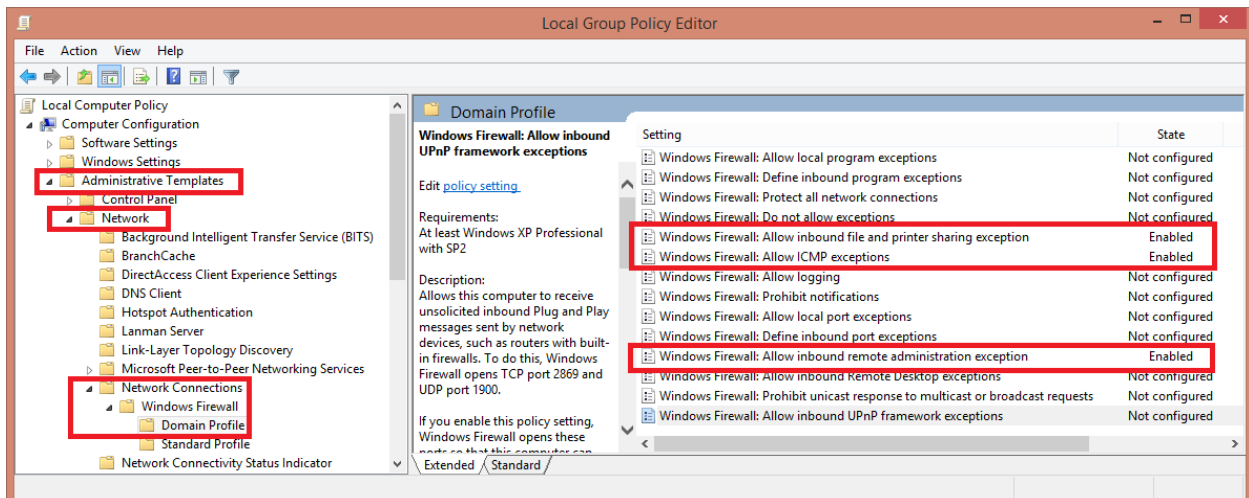 Local Group Policy Editor
File Action View Help
Local Computer Policy
Computer Configuration
Software Settings
Windows Settings
Administrative Templates
Control Panel
Network
Background Intelligent Transfer Service (BITS)
BranchCache
DirectAccess Client Experience Settings
DNS Client
Hotspot Authentication
Lanman Server
Link-Layer Topology Discovery
Microsoft Peer-to-Peer Networking Services
Network Connections
Windows Firewall
Domain Profile
Standard Profile
Network Connectivity Status Indicator
Domain Profile
Windows Firewall: Allow inbound
UPnP framework exceptions
Edit policy setting
Requirements:
At least Windows XP Professional
with SP2
Description:
Allows this computer to receive
unsolicited inbound Plug and Play
messages sent by network
devices, such as routers with built-
in firewalls. To do this, Windows
Firewall opens TCP port 2869 and
UDP port 1900.
If you enable this policy setting,
Windows Firewall opens these
ports so that this computer can
Setting State
Windows Firewall: Allow local program exceptions Not configured
Windows Firewall: Define inbound program exceptions Not configured
Windows Firewall: Protect all network connections Not configured
Windows Firewall: Do not allow exceptions Not configured
Windows Firewall: Allow inbound file and printer sharing exception Enabled
Windows Firewall: Allow ICMP exceptions Enabled
Windows Firewall: Allow logging Not configured
Windows Firewall: Prohibit notifications Not configured
Windows Firewall: Allow local port exceptions Not configured
Windows Firewall: Define inbound port exceptions Not configured
Windows Firewall: Allow inbound remote administration exception Enabled
Windows Firewall: Allow inbound Remote Desktop exceptions Not configured
Windows Firewall: Prohibit unicast response to multicast or broadcast requests Not configured
Windows Firewall: Allow inbound UPnP framework exceptions Not configured
Extended Standard